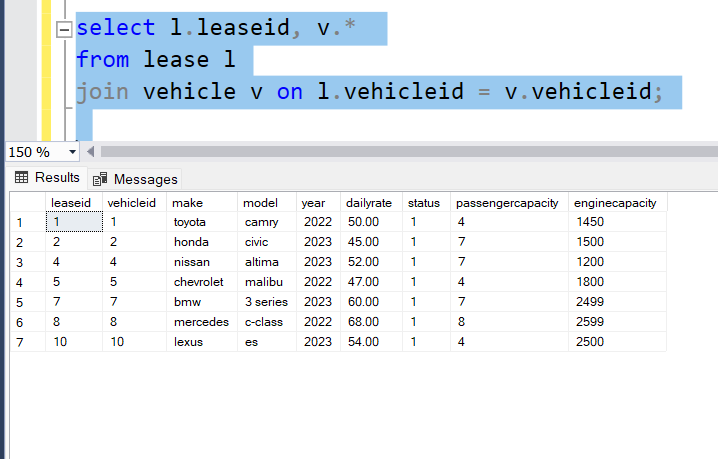 select l.leaseid, v.*
from lease l
join vehicle v on l.vehicleid = v.vehicleid;
150 %
Results Messages
leaseid vehicleid make model year dailyrate status passengercapacity enginecapacity
1 1 1 toyota camry 2022 50.00 1 4 1450
2 2 2 honda civic 2023 45.00 1 7 1500
3 4 4 nissan altima 2023 52.00 1 7 1200
4 5 5 chevrolet malibu 2022 47.00 1 4 1800
5 7 7 bmw 3 series 2023 60.00 1 7 2499
6 8 8 mercedes c-class 2022 68.00 1 8 2599
7 10 10 lexus es 2023 54.00 1 4 2500